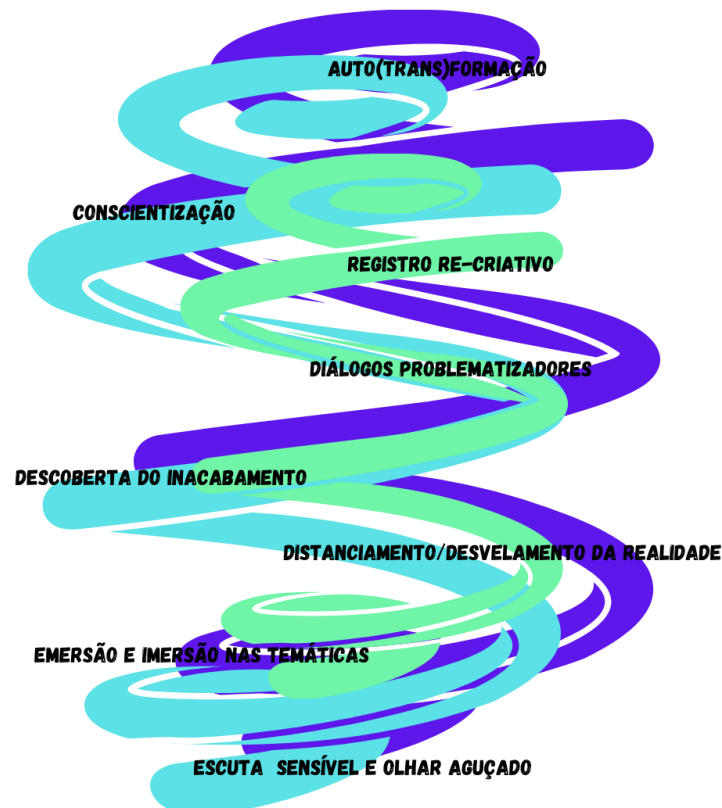 AUTO(TRANS)FORMAÇÃO
CONSCIENTIZAÇÃO
REGISTRO RE-CRIATIVO
DIÁLOGOS PROBLEMATIZADORES
DESCOBERTA DO INACABAMENTO
DISTANCIAMENTO/DESVELAMENTO DA REALIDADE
EMERSÃO E IMERSÃO NAS TEMÁTICAS
ESCUTA SENSÍVEL E OLHAR AGUÇADO